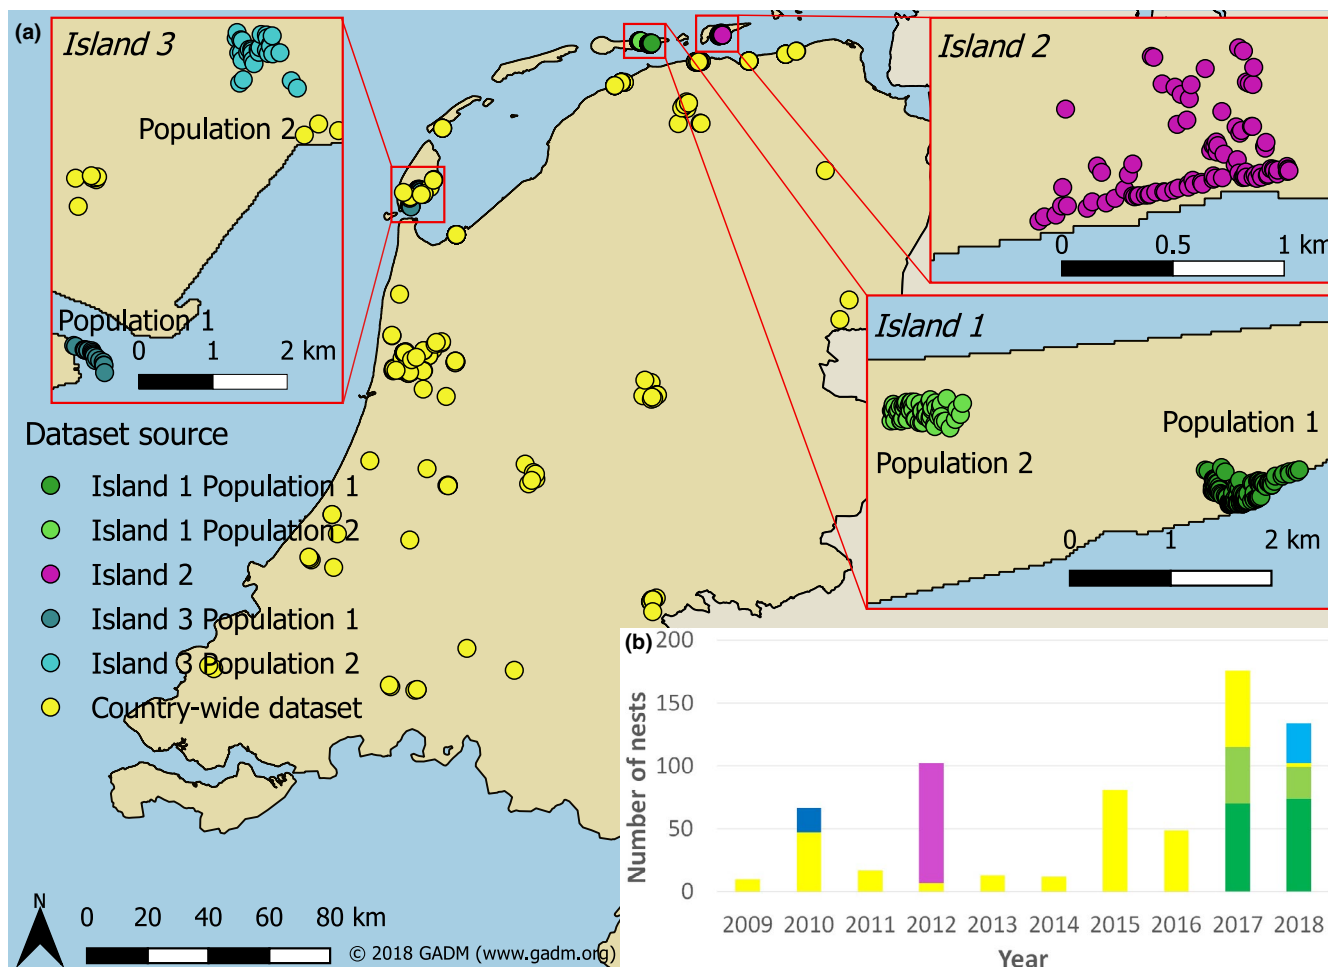 (a)
Island 3
Population 2
Population 1
0 1 2 km
Island 2
0 0.5 1 km
Island 1
Population 1
Population 2
0 1 2 km
Dataset source
Island 1 Population 1
Island 1 Population 2
Island 2
Island 3 Population 1
Island 3 Population 2
Country-wide dataset
N
0 20 40 60 80 km
© 2018 GADM (www.gadm.org)
(b)
Number of nests
200
150
100
50
0
2009 2010 2011 2012 2013 2014 2015 2016 2017 2018
Year